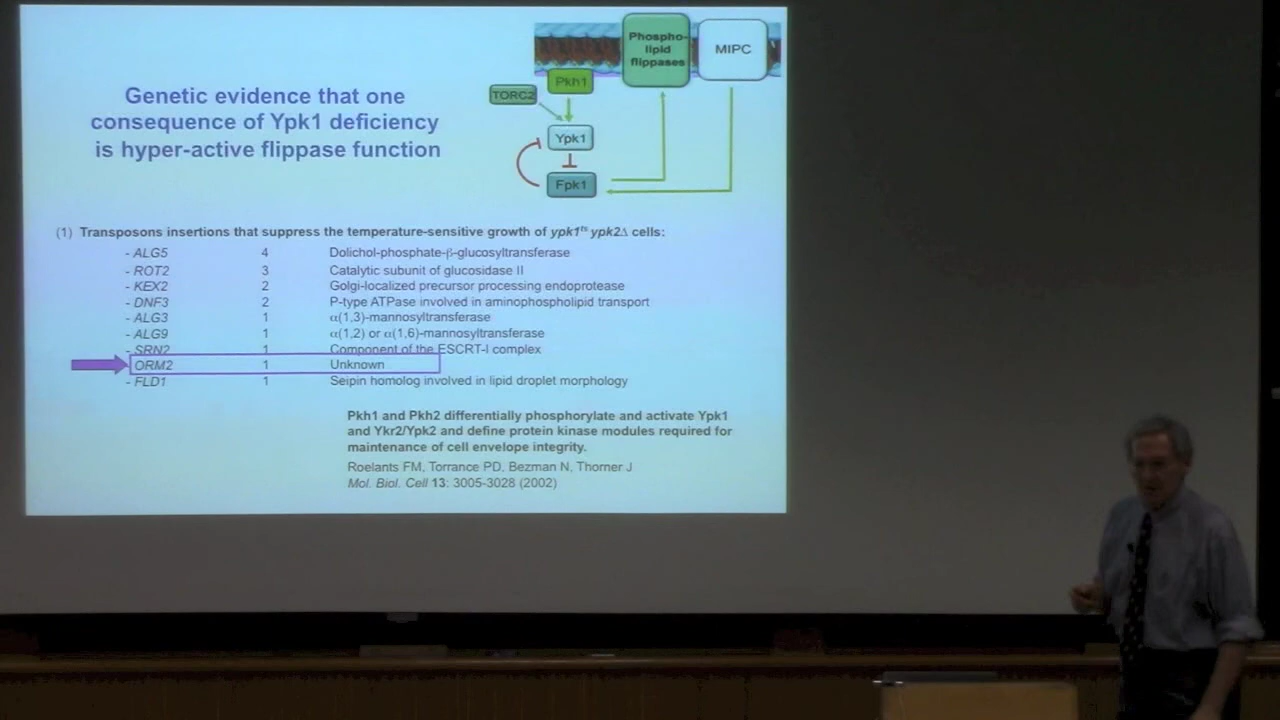 Genetic evidence that one
consequence of Ypk1 deficiency
is hyper-active flippase function
Phospho-
lipid
flippases
MIPC
Pkh1
TORC2
Ypk1
Fpk1
(1) Transposons insertions that suppress the temperature-sensitive growth of ypk1ts ypk2Δ cells:
- ALG5 4 Dolichol-phosphate-β-glucosyltransferase
- ROT2 3 Catalytic subunit of glucosidase II
- KEX2 2 Golgi-localized precursor processing endoprotease
- DNF3 2 P-type ATPase involved in aminophospholipid transport
- ALG3 1 α(1,3)-mannosyltransferase
- ALG9 1 α(1,2) or α(1,6)-mannosyltransferase
- SRN2 1 Component of the ESCRT-I complex
- ORM2 1 Unknown
- FLD1 1 Seipin homolog involved in lipid droplet morphology
Pkh1 and Pkh2 differentially phosphorylate and activate Ypk1
and Ykr2/Ypk2 and define protein kinase modules required for
maintenance of cell envelope integrity.
Roelants FM, Torrance PD, Bezman N, Thorner J
Mol. Biol. Cell 13: 3005-3028 (2002)